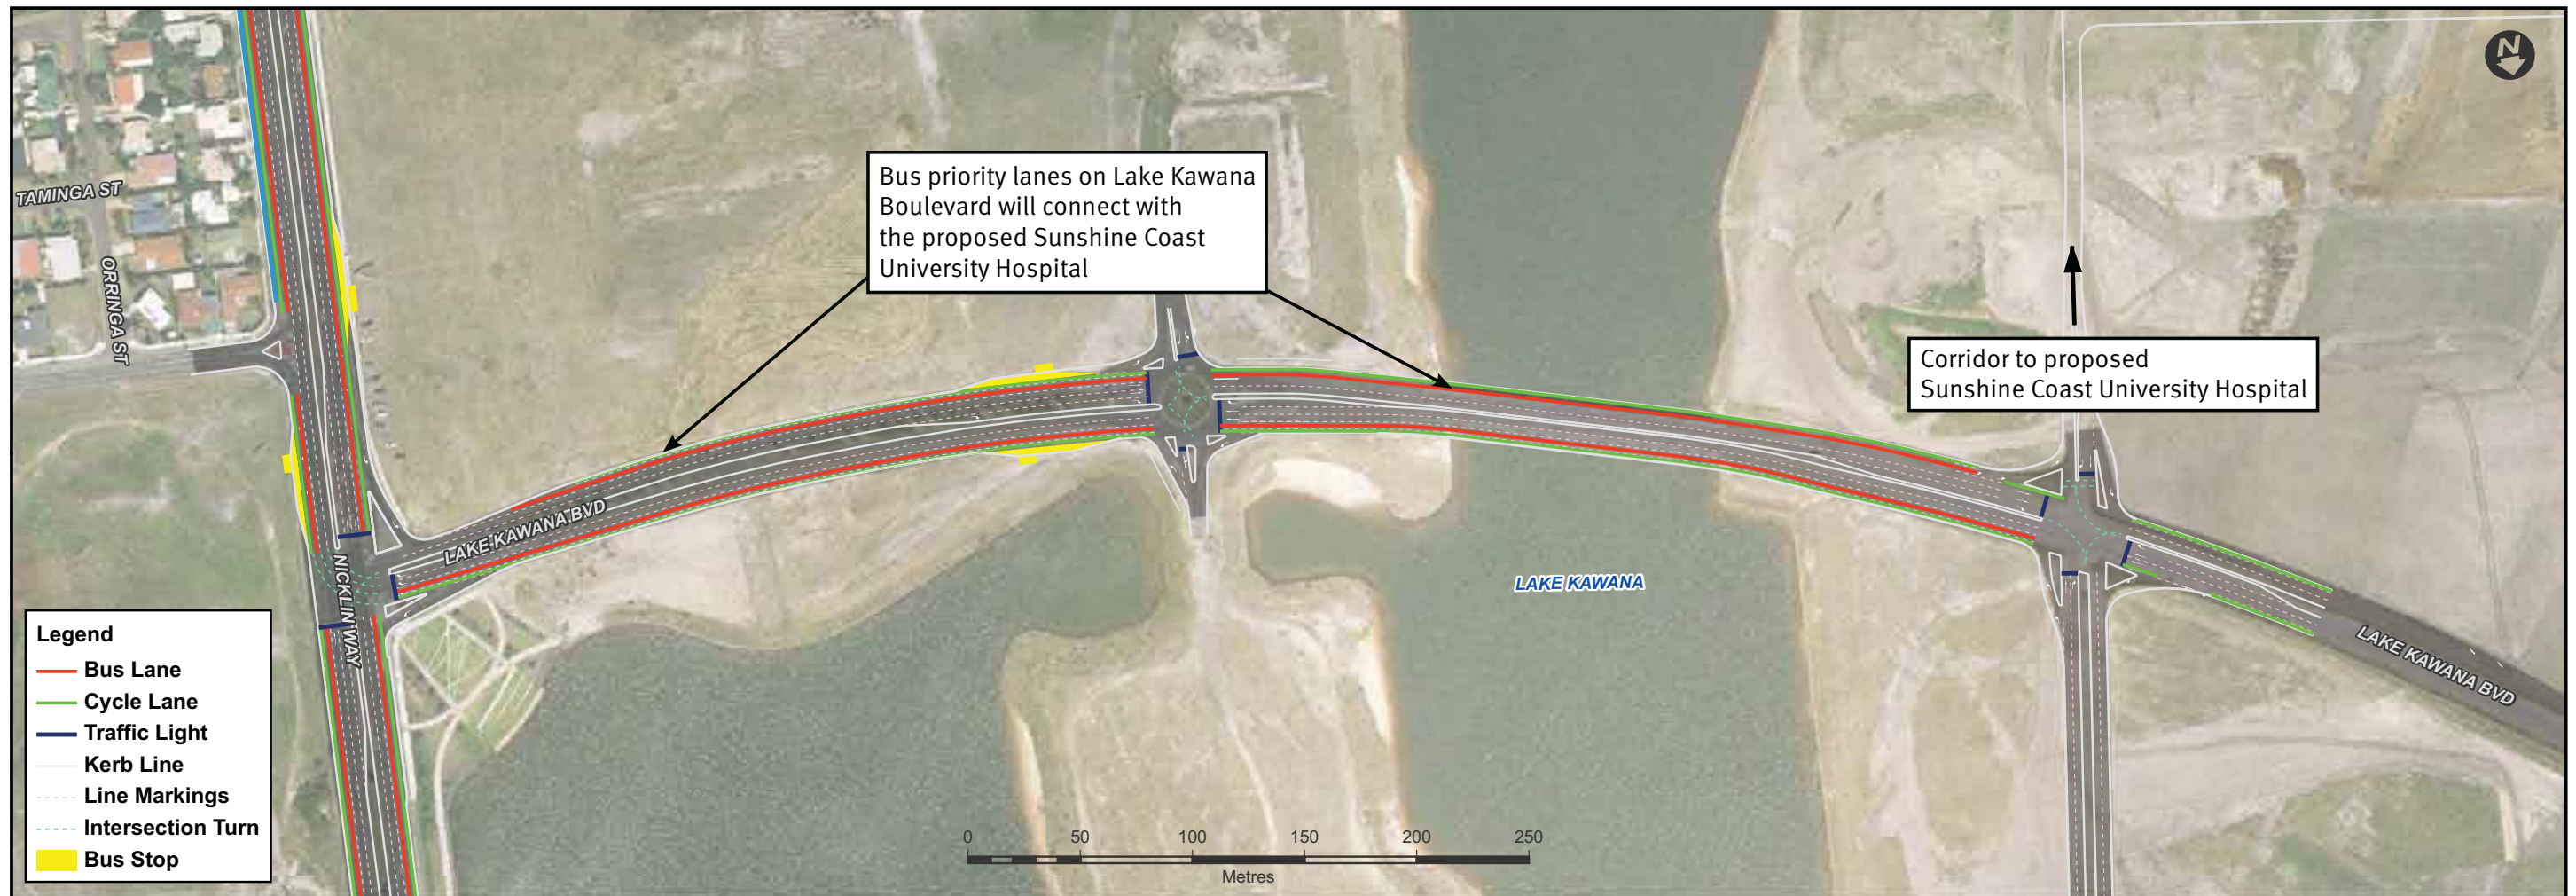 TAMINGA ST
ORRINGA ST
N
Bus priority lanes on Lake Kawana
Boulevard will connect with
the proposed Sunshine Coast
University Hospital
Corridor to proposed
Sunshine Coast University Hospital
LAKE KAWANA BVD
NICKLIN WAY
LAKE KAWANA
LAKE KAWANA BVD
Legend
Bus Lane
Cycle Lane
Traffic Light
Kerb Line
Line Markings
Intersection Turn
Bus Stop
0 50 100 150 200 250
Metres